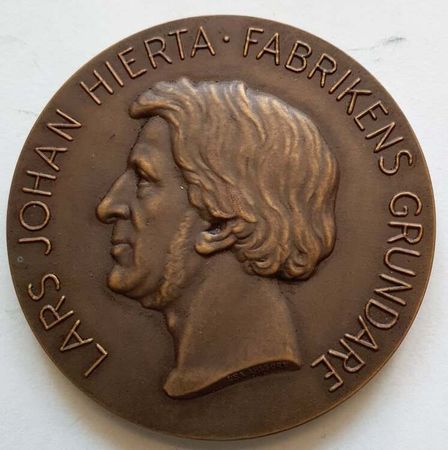 LARS JOHAN HIERTA · FABRIKENS GRUNDARE